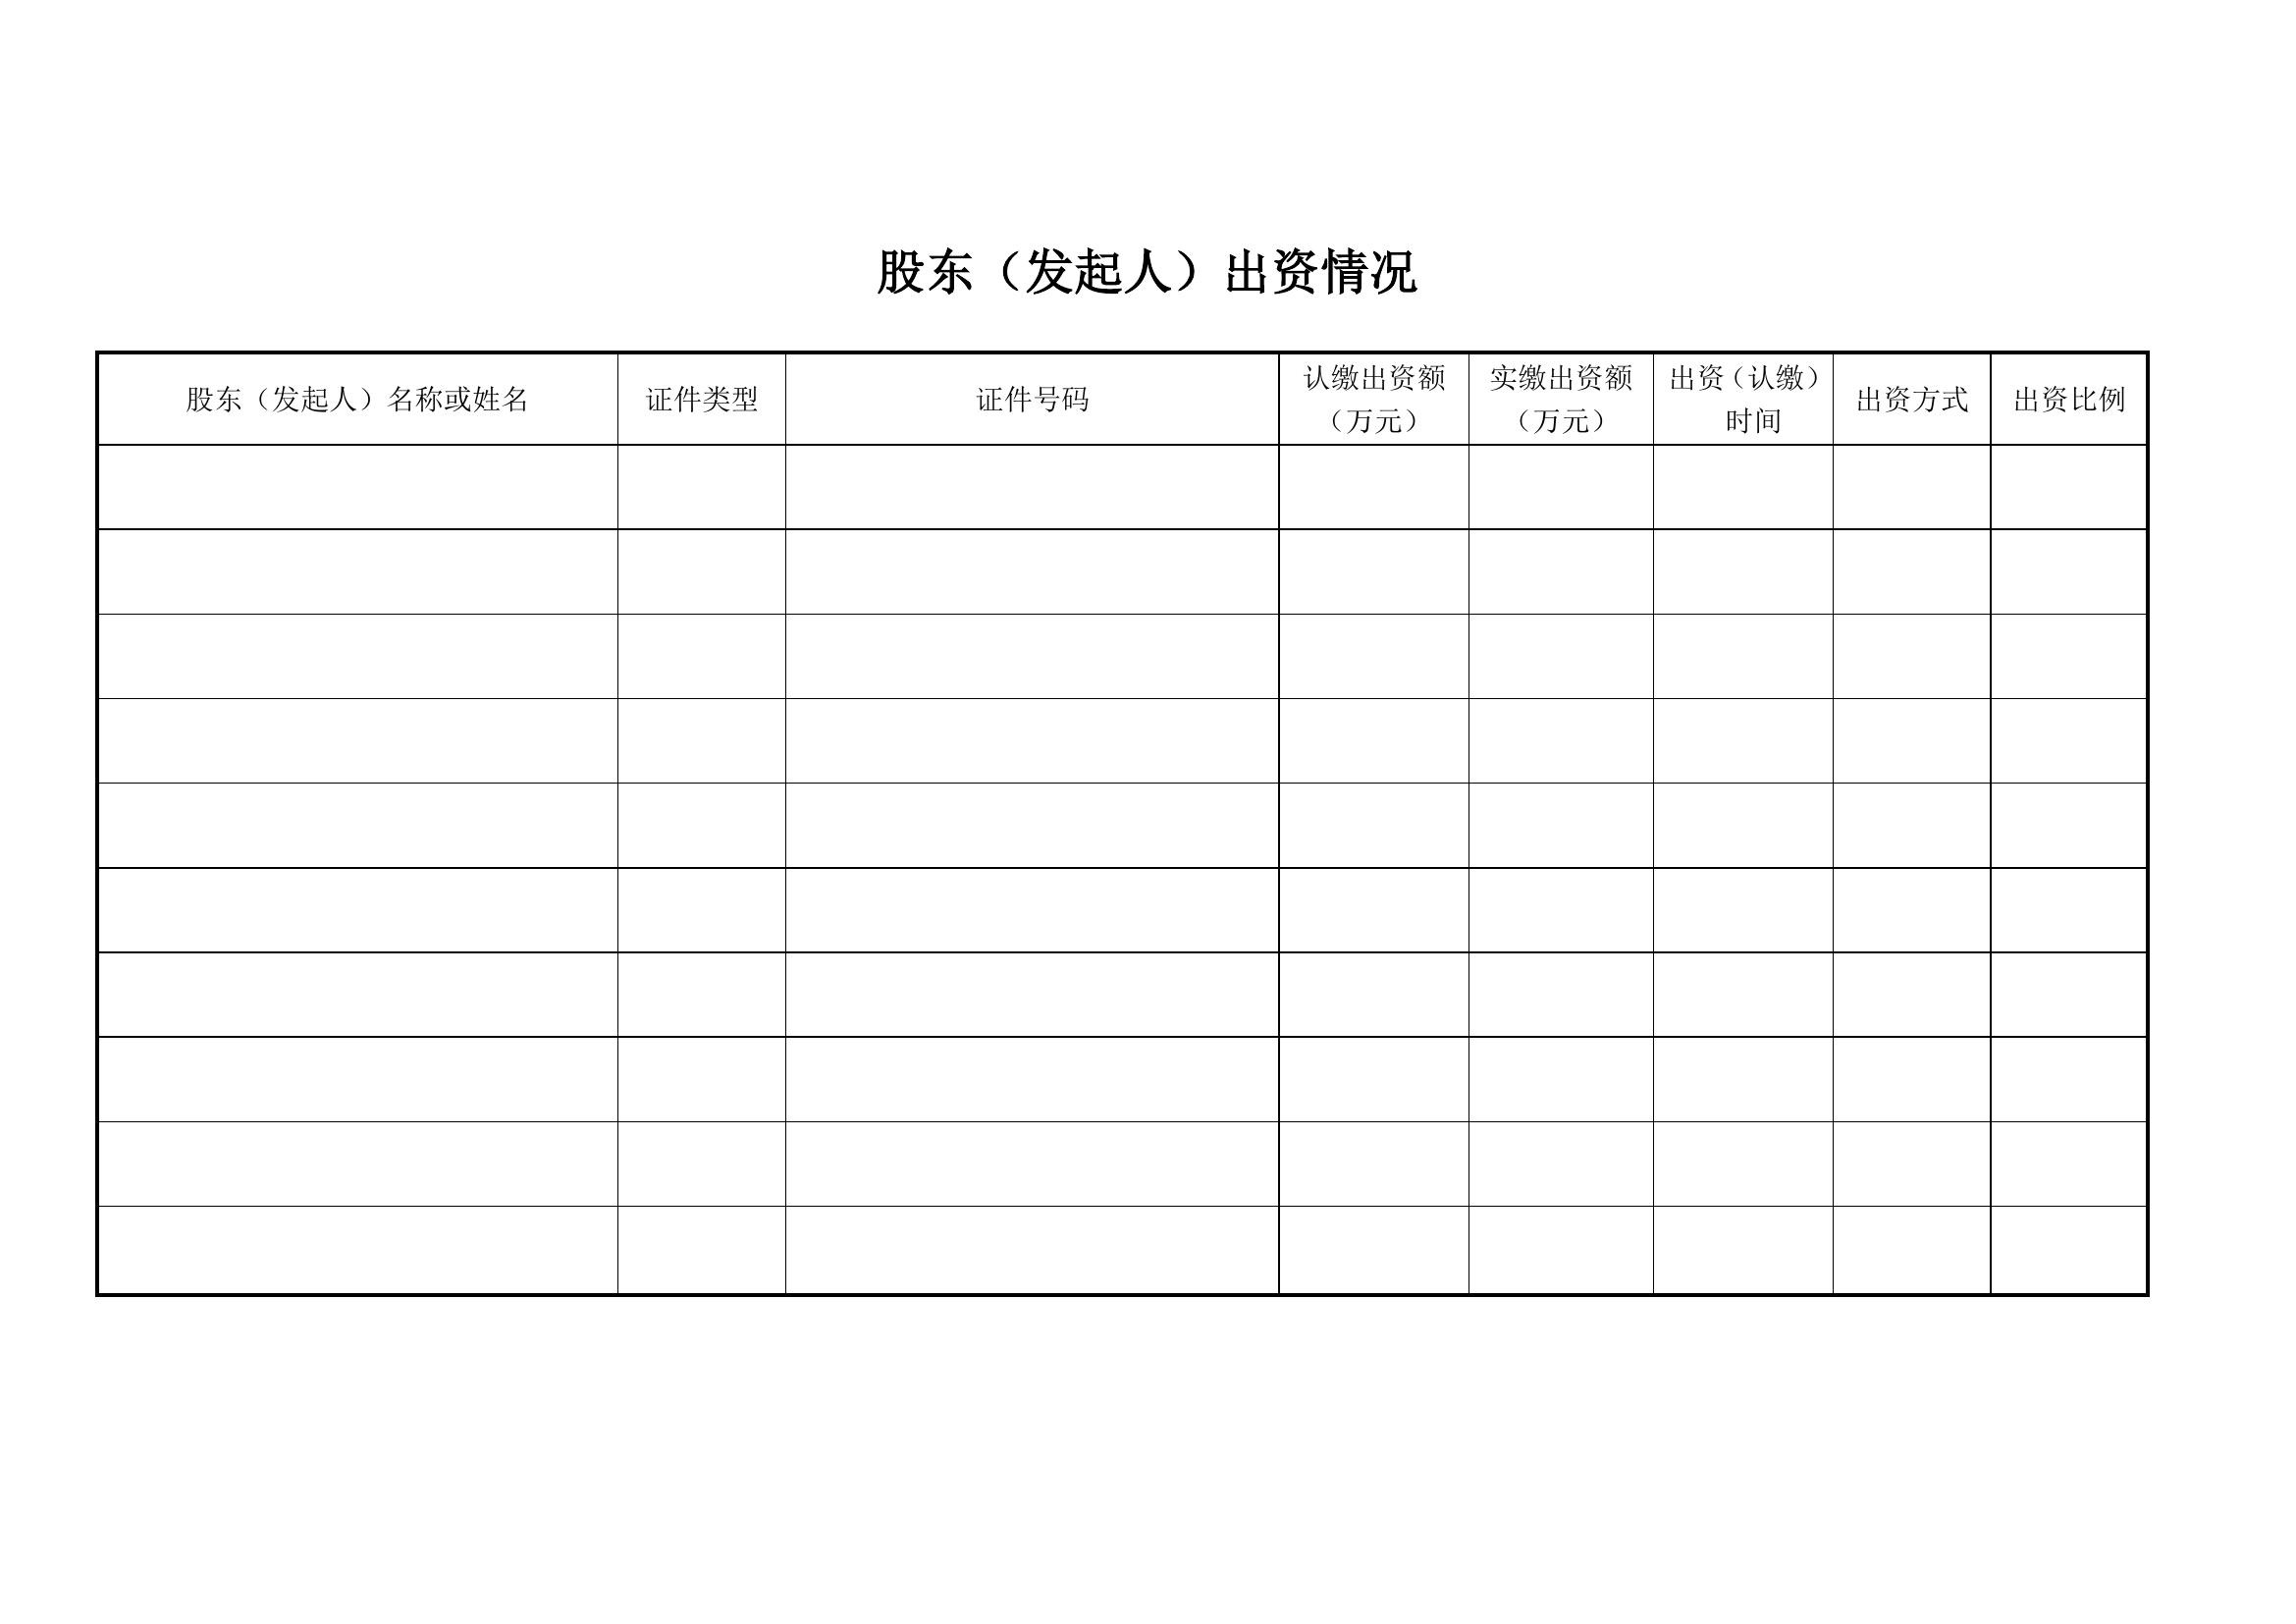 股东（发起人）出资情况
股东（发起人）名称或姓名
证件类型
证件号码
认缴出资额
（万元）
实缴出资额
（万元）
出资（认缴）
时间
出资方式
出资比例